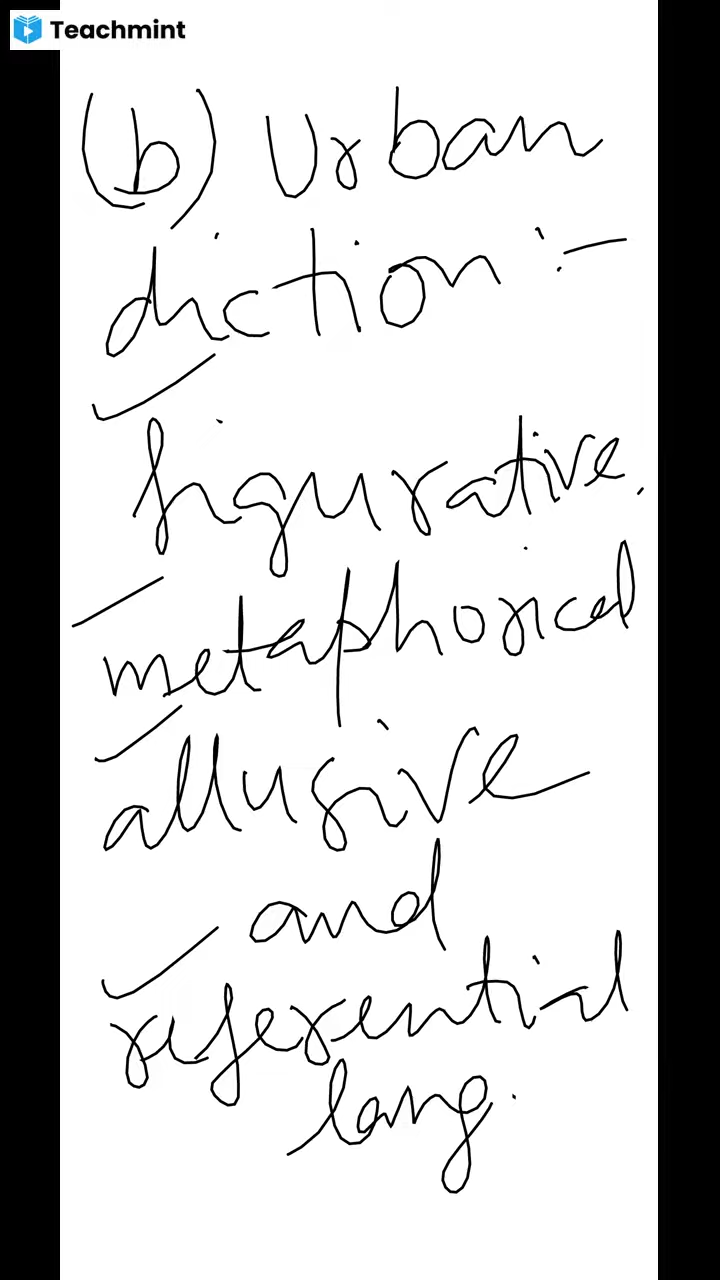 Teachmint
(b) Urban
diction :-
figurative,
metaphorical
allusive
and
referential
lang.